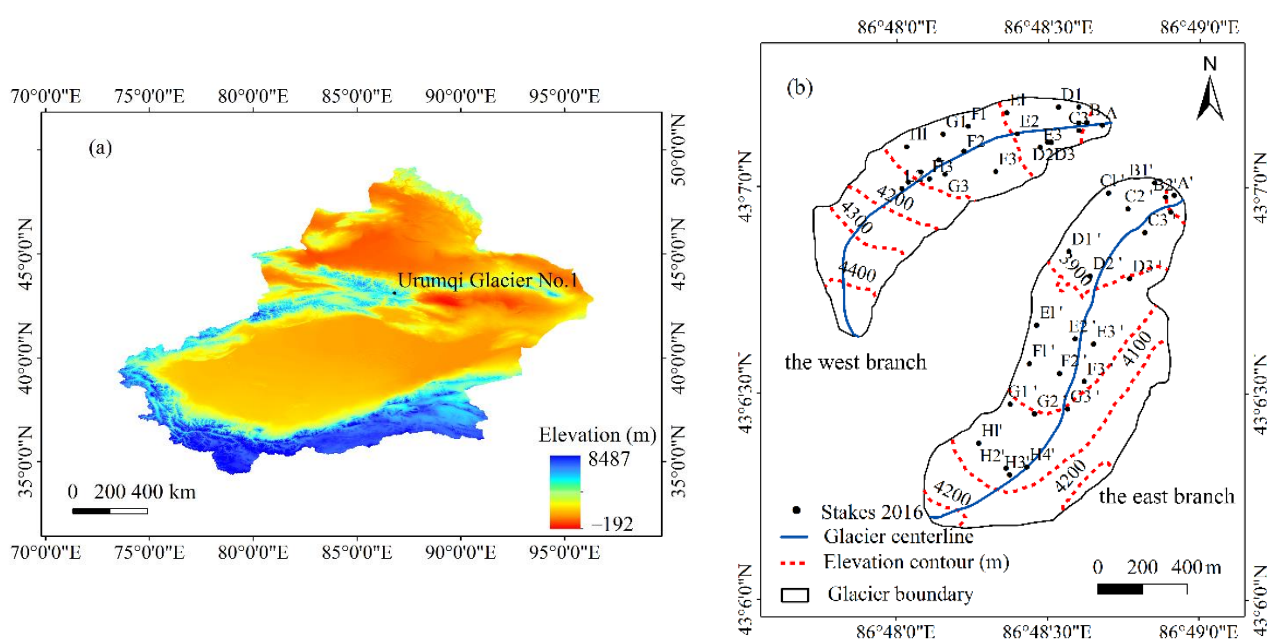 70°0'0"E 75°0'0"E 80°0'0"E 85°0'0"E 90°0'0"E 95°0'0"E
(a)
50°0'0"N
45°0'0"N
40°0'0"N
35°0'0"N
Urumqi Glacier No.1
Elevation (m)
8487
−192
0 200 400 km
50°0'0"N
45°0'0"N
40°0'0"N
35°0'0"N
70°0'0"E 75°0'0"E 80°0'0"E 85°0'0"E 90°0'0"E 95°0'0"E
86°48'0"E 86°48'30"E 86°49'0"E
(b)
N
43°7'0"N
43°6'30"N
43°6'0"N
D1
E1
B A
G1 F1
C3
E2
E3
H1
F2
D2 D3
F3
H3
G3
4200
4300
4400
the west branch
B1'
C1'
B2' A'
C2'
C3'
D1'
3900
D2' D3'
E1'
E2' E3'
4100
F1'
F2'
F3'
G1'
G2'
G3'
H1'
H2' H3' H4'
4200
4200
the east branch
Stakes 2016
Glacier centerline
Elevation contour (m)
Glacier boundary
0 200 400 m
43°7'0"N
43°6'30"N
43°6'0"N
86°48'0"E 86°48'30"E 86°49'0"E